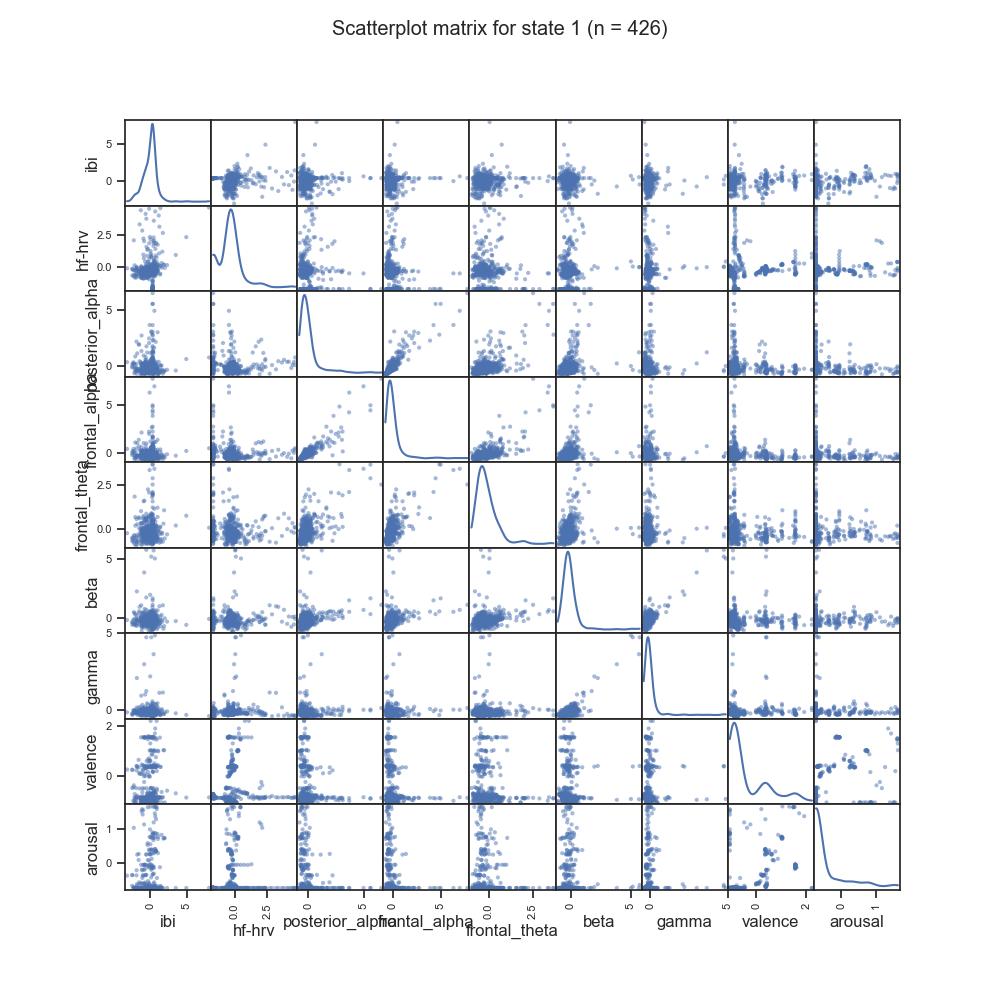 Scatterplot matrix for state 1 (n = 426)
ibi
5
0
hf-hrv
2.5
0.0
posterior_alpha
5
0
frontal_alpha
5
0
frontal_theta
2.5
0.0
beta
5
0
gamma
5
0
valence
2
0
arousal
1
0
0 5 0.0 2.5 0 5 0 5 0.0 2.5 0 5 0 5 0 2 0 1
ibi hf-hrv posterior_alpha frontal_alpha frontal_theta beta gamma valence arousal